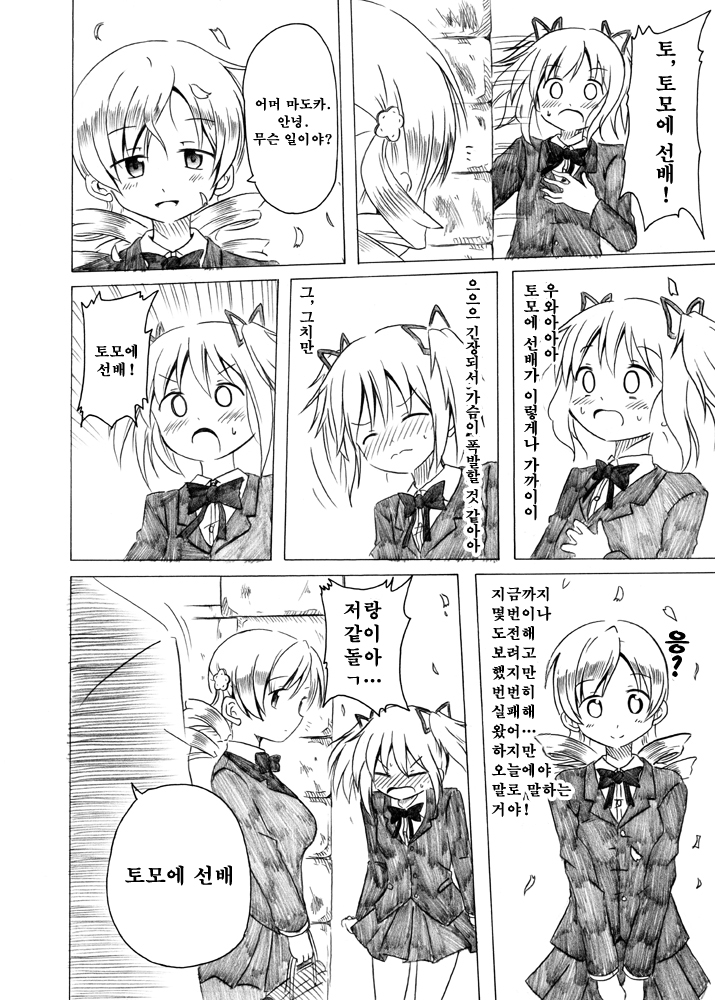 토, 토모에 선배!
어머 마도카.
안녕.
무슨 일이야?
우와아아아
토모에 선배가 이렇게나 가까이이
으으으 긴장되서 가슴이 폭발할 것 같아아
그, 그치만
토모에
선배!
응?
지금까지
몇번이나
도전해
보려고
했지만
번번히
실패해
왔어…
하지만
오늘에야
말로 말하는
거야!
저랑
같이
돌아…
ㄱ
토모에 선배